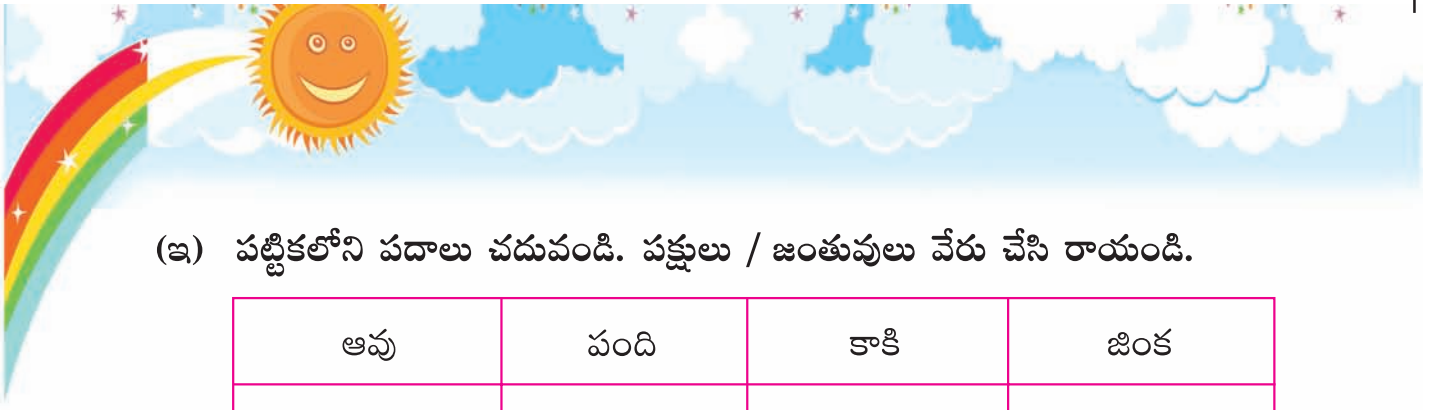 (ఇ) పట్టికలోని పదాలు చదువండి. పక్షులు / జంతువులు వేరు చేసి రాయండి.
ఆవు పంది కాకి జింక